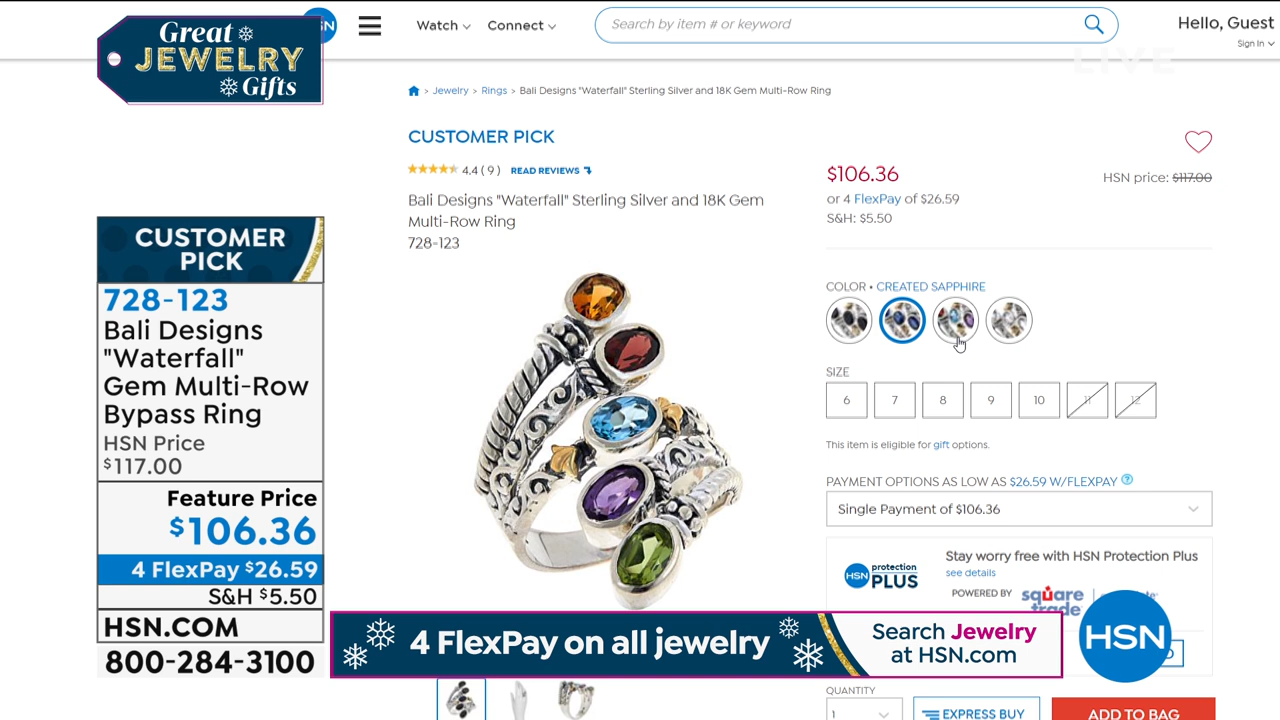 Great
JEWELRY
Gifts
Watch
Connect
Search by item # or keyword
Hello, Guest
Sign In
LIVE
> Jewelry > Rings > Bali Designs "Waterfall" Sterling Silver and 18K Gem Multi-Row Ring
CUSTOMER PICK
4.4 ( 9 ) READ REVIEWS
Bali Designs "Waterfall" Sterling Silver and 18K Gem
Multi-Row Ring
728-123
$106.36
HSN price: $117.00
or 4 FlexPay of $26.59
S&H: $5.50
COLOR • CREATED SAPPHIRE
SIZE
6 7 8 9 10 11 12
This item is eligible for gift options.
PAYMENT OPTIONS AS LOW AS $26.59 W/FLEXPAY ?
Single Payment of $106.36
HSN protection PLUS
Stay worry free with HSN Protection Plus
see details
POWERED BY square trade
CUSTOMER
PICK
728-123
Bali Designs
"Waterfall"
Gem Multi-Row
Bypass Ring
HSN Price
$117.00
Feature Price
$106.36
4 FlexPay $26.59
S&H $5.50
HSN.COM
800-284-3100
4 FlexPay on all jewelry
Search Jewelry
at HSN.com
HSN
QUANTITY
1
EXPRESS BUY
ADD TO BAG